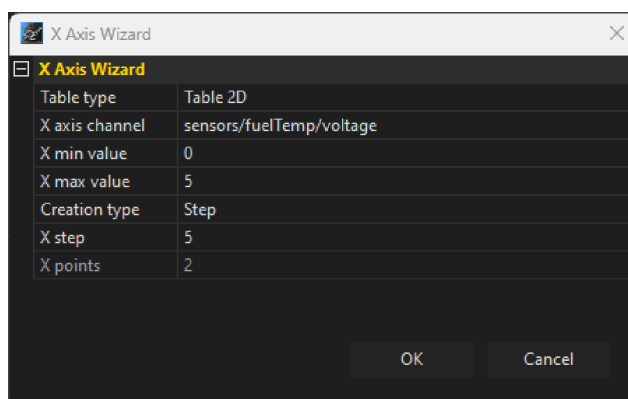 X Axis Wizard
X Axis Wizard
Table type Table 2D
X axis channel sensors/fuelTemp/voltage
X min value 0
X max value 5
Creation type Step
X step 5
X points 2
OK Cancel